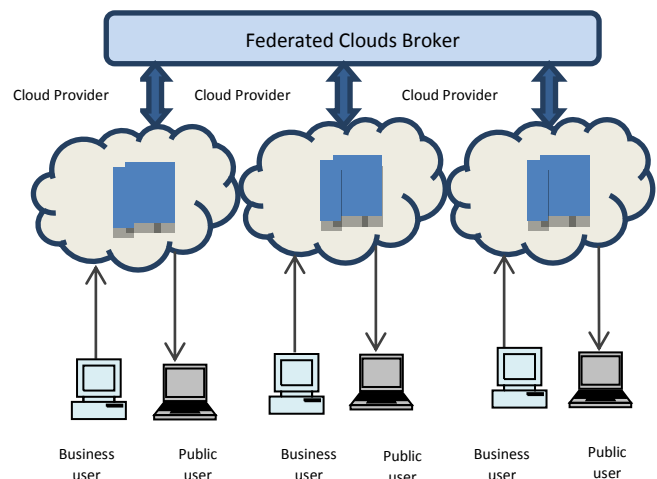 Federated Clouds Broker
Cloud Provider
Cloud Provider
Cloud Provider
Business
user
Public
user
Business
user
Public
user
Business
user
Public
user